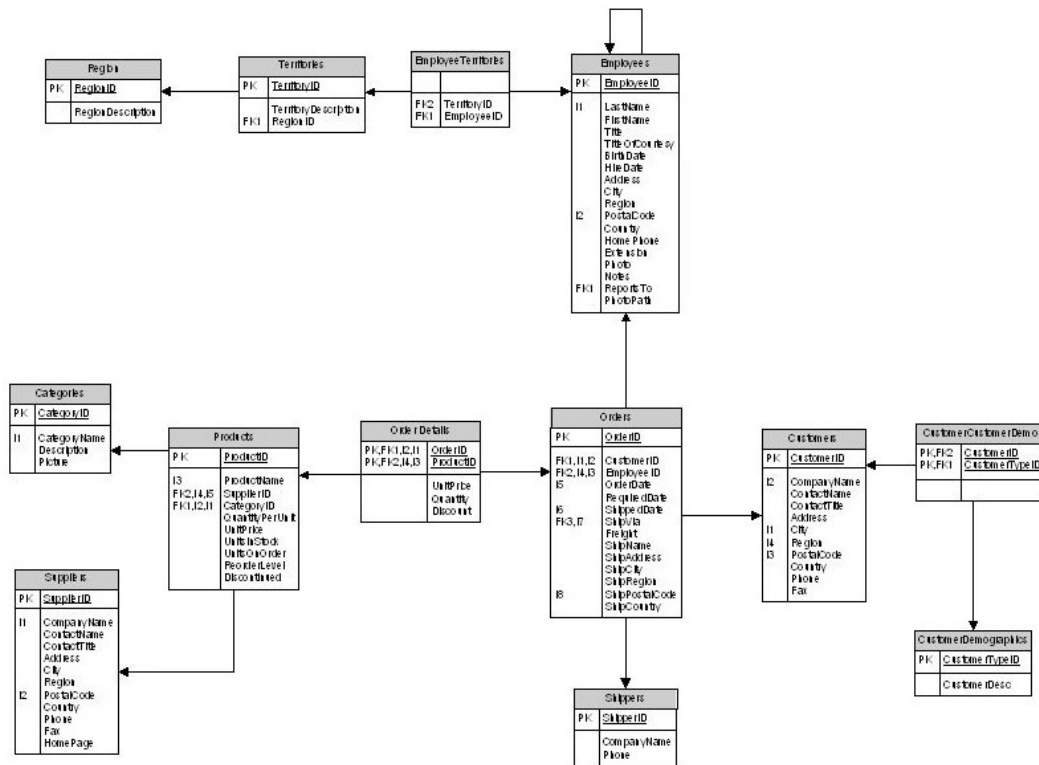 Region
PK RegionID
RegionDescription
Territories
PK TerritoryID
TerritoryDescription
FK1 RegionID
EmployeeTerritories
FK2 TerritoryID
FK1 EmployeeID
Employees
PK EmployeeID
I1 LastName
FirstName
Title
TitleOfCourtesy
BirthDate
HireDate
Address
City
Region
I2 PostalCode
Country
HomePhone
Extension
Photo
Notes
FK1 ReportsTo
PhotoPath
Categories
PK CategoryID
I1 CategoryName
Description
Picture
Products
PK ProductID
I3 ProductName
FK2,I4,I5 SupplierID
FK1,I2,I1 CategoryID
QuantityPerUnit
UnitPrice
UnitsInStock
UnitsOnOrder
ReorderLevel
Discontinued
Order Details
PK,FK1,I2,I1 OrderID
PK,FK2,I4,I3 ProductID
UnitPrice
Quantity
Discount
Orders
PK OrderID
FK1,I1,I2 CustomerID
FK2,I4,I3 EmployeeID
I5 OrderDate
RequiredDate
I6 ShippedDate
FK3,I7 ShipVia
Freight
ShipName
ShipAddress
ShipCity
ShipRegion
I8 ShipPostalCode
ShipCountry
Customers
PK CustomerID
I2 CompanyName
ContactName
ContactTitle
Address
I1 City
I4 Region
I3 PostalCode
Country
Phone
Fax
CustomerCustomerDemo
PK,FK2 CustomerID
PK,FK1 CustomerTypeID
Suppliers
PK SupplierID
I1 CompanyName
ContactName
ContactTitle
Address
City
Region
I2 PostalCode
Country
Phone
Fax
HomePage
Shippers
PK ShipperID
CompanyName
Phone
CustomerDemographics
PK CustomerTypeID
CustomerDesc